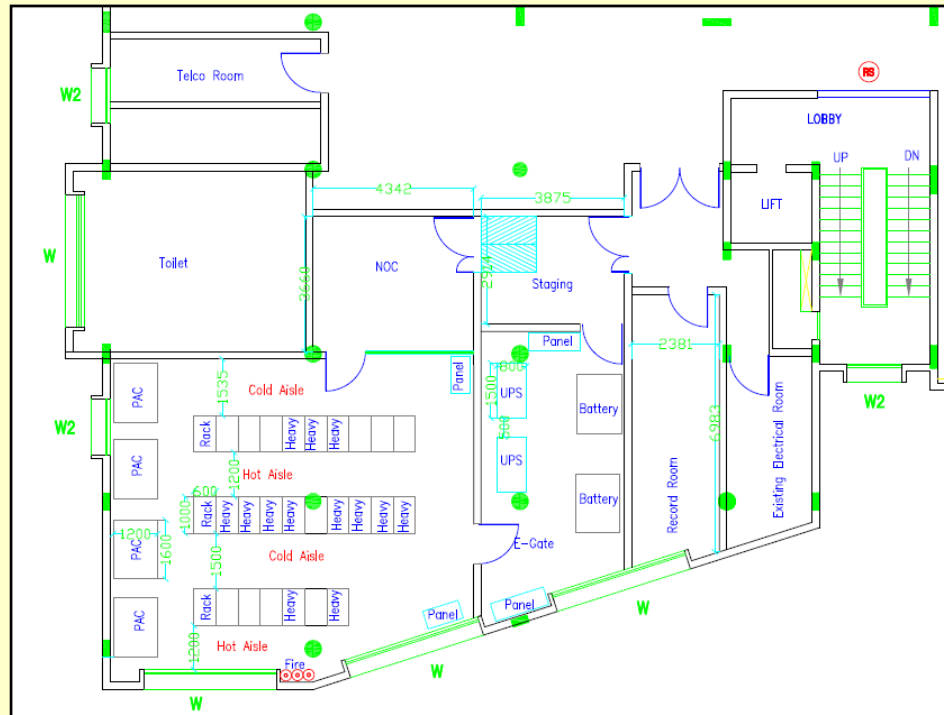 RS
Telco Room
W2
LOBBY
UP
DN
4342
3875
LIFT
Toilet
W
3660
NOC
2914
Staging
Panel
2381
1535
Cold Aisle
Panel
800
1500
UPS
PAC
Battery
W2
W2
Rack
Heavy
Heavy
Heavy
500
6983
PAC
Hot Aisle
1200
UPS
Battery
Record Room
Existing Electrical Room
600
1000
Rack
Heavy
Heavy
Heavy
Heavy
Heavy
Heavy
Heavy
1200
1600
PAC
Cold Aisle
1500
E-Gate
Rack
Heavy
Heavy
Heavy
Panel
Panel
W
PAC
1200
Hot Aisle
Fire
W
W